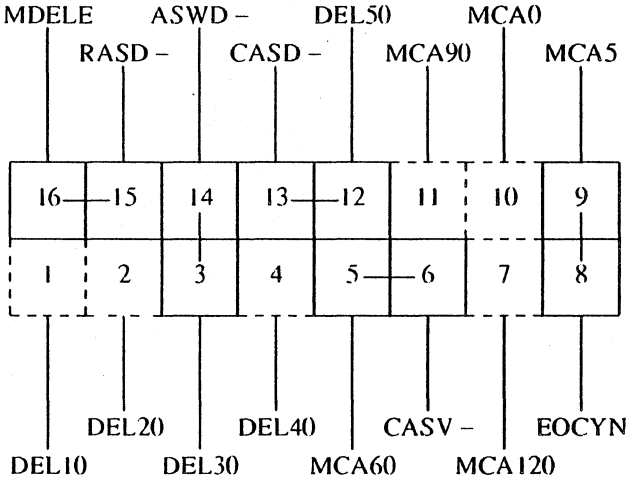 MDELE ASWD – DEL50 MCA0
RASD – CASD – MCA90 MCA5
16 15 14 13 12 11 10 9
1 2 3 4 5 6 7 8
DEL20 DEL40 CASV – EOCYN
DEL10 DEL30 MCA60 MCA120